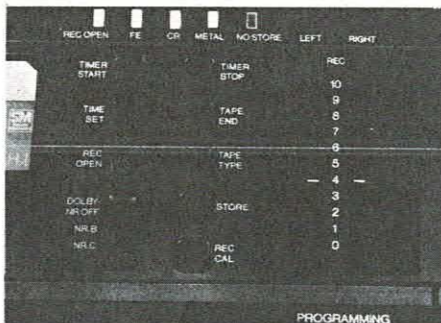 REC OPEN FE CR METAL NO STORE LEFT RIGHT
TIMER START
TIMER STOP
REC
10
9
8
7
6
5
4
3
2
1
0
TIME SET
TAPE END
REC OPEN
TAPE TYPE
DOLBY NR OFF
STORE
NR.B
NR.C
REC CAL
SM
PROGRAMMING